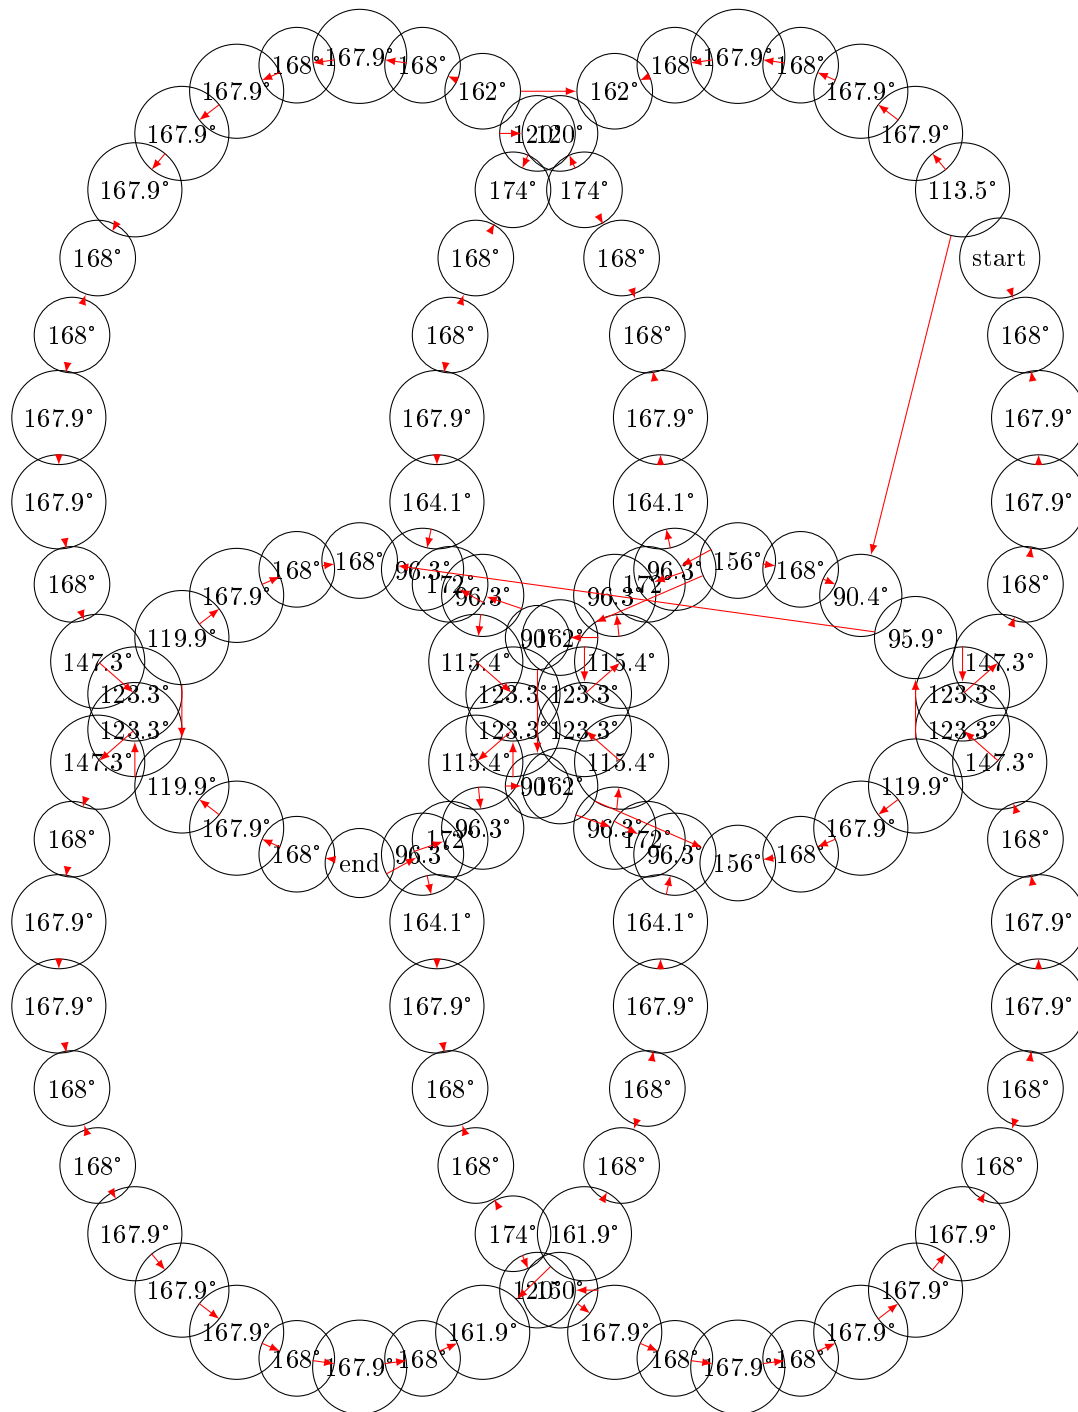 168° 167.9° 168° 162° 162° 168° 167.9° 168°
167.9° 167.9°
167.9° 120° 120° 167.9°
167.9° 174° 174° 113.5°
168° 168° 168° start
168° 168° 168° 168°
167.9° 167.9° 167.9° 167.9°
167.9° 164.1° 164.1° 167.9°
168° 168° 168° 96.3° 96.3° 156° 168° 168°
172° 172°
167.9° 96.3° 96.3° 90.4°
119.9° 90° 162° 95.9°
147.3° 115.4° 115.4° 147.3°
123.3° 123.3° 123.3° 123.3°
123.3° 123.3° 123.3° 123.3°
147.3° 115.4° 115.4° 147.3°
119.9° 90° 162° 119.9°
167.9° 96.3° 96.3° 167.9°
168° 172° 172° 168°
168° end 96.3° 96.3° 156° 168°
167.9° 164.1° 164.1° 167.9°
167.9° 167.9° 167.9° 167.9°
168° 168° 168° 168°
168° 168° 168° 168°
167.9° 174° 161.9° 167.9°
167.9° 120° 150° 167.9°
167.9° 161.9° 167.9° 167.9°
168° 167.9° 168° 168° 167.9° 168°